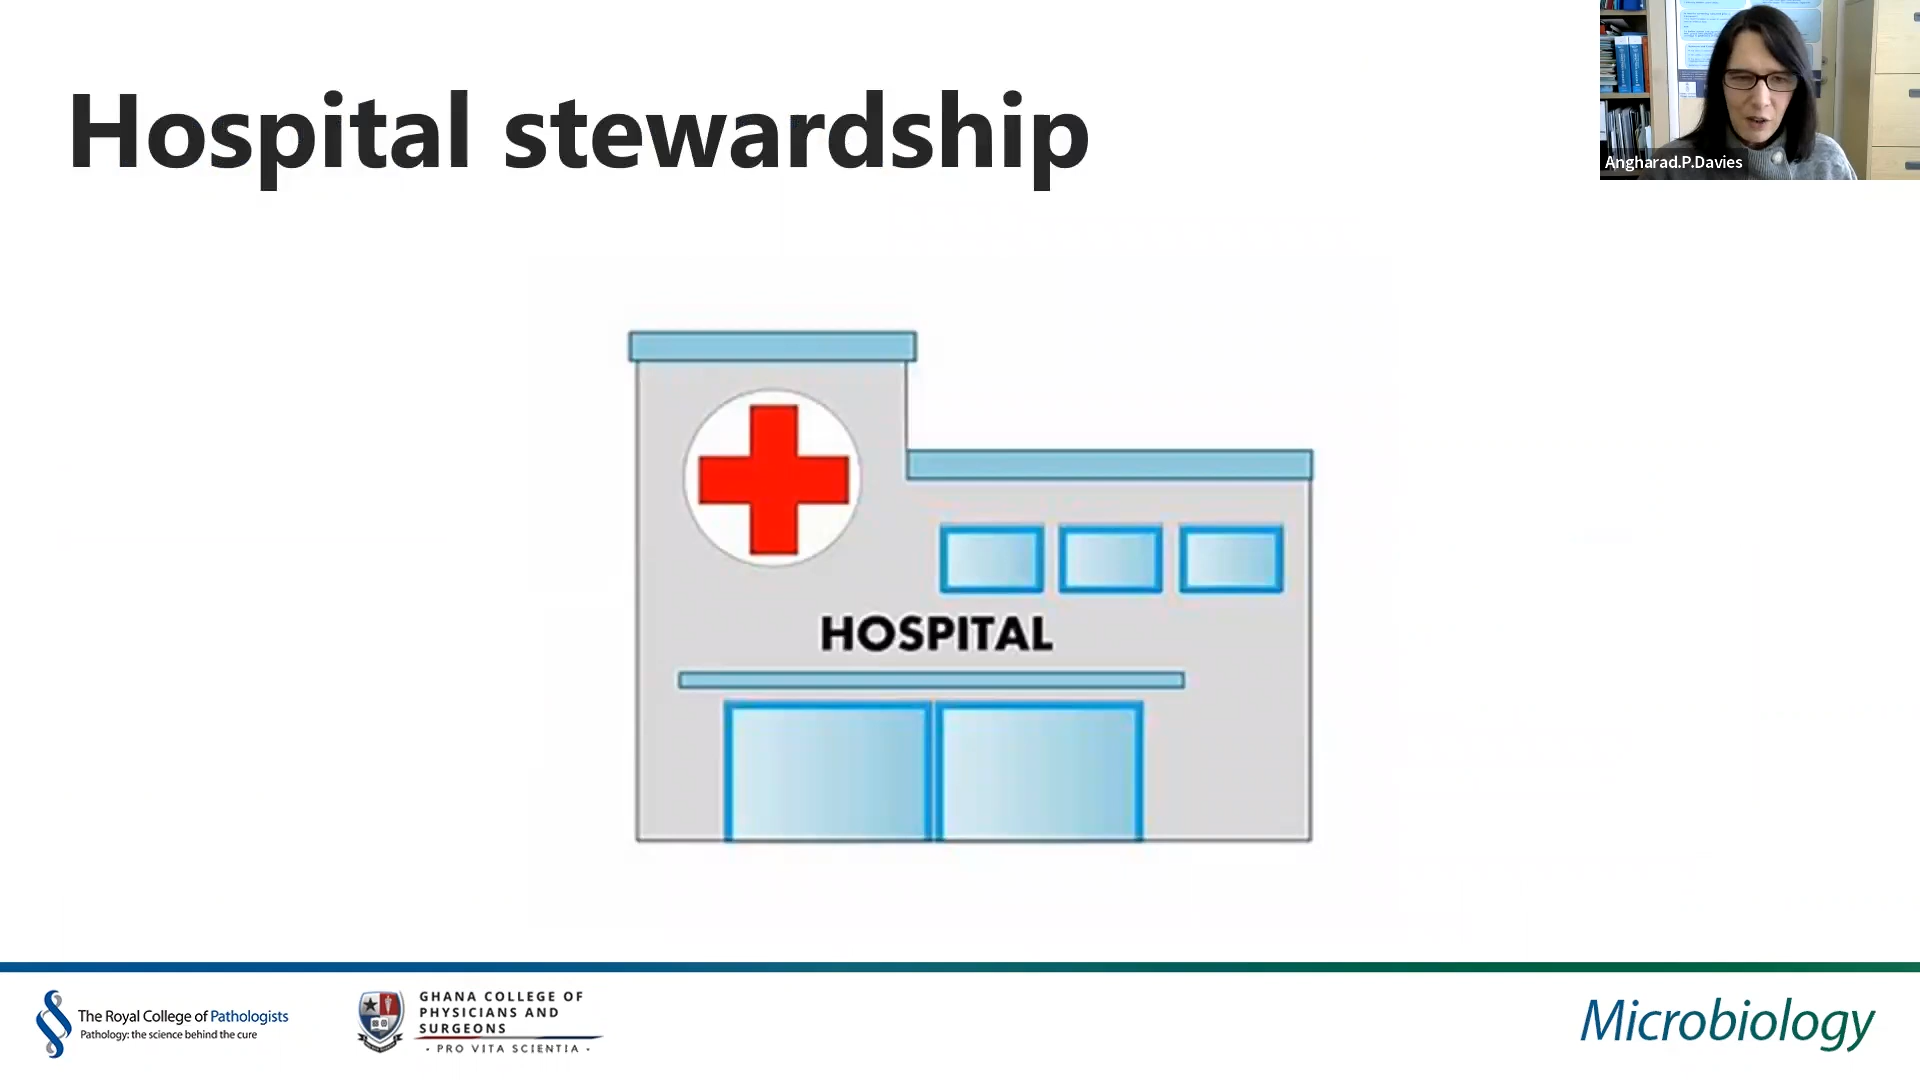 Hospital stewardship
Angharad.P.Davies
HOSPITAL
The Royal College of Pathologists
Pathology: the science behind the cure
GHANA COLLEGE OF
PHYSICIANS AND
SURGEONS
- PRO VITA SCIENTIA -
Microbiology